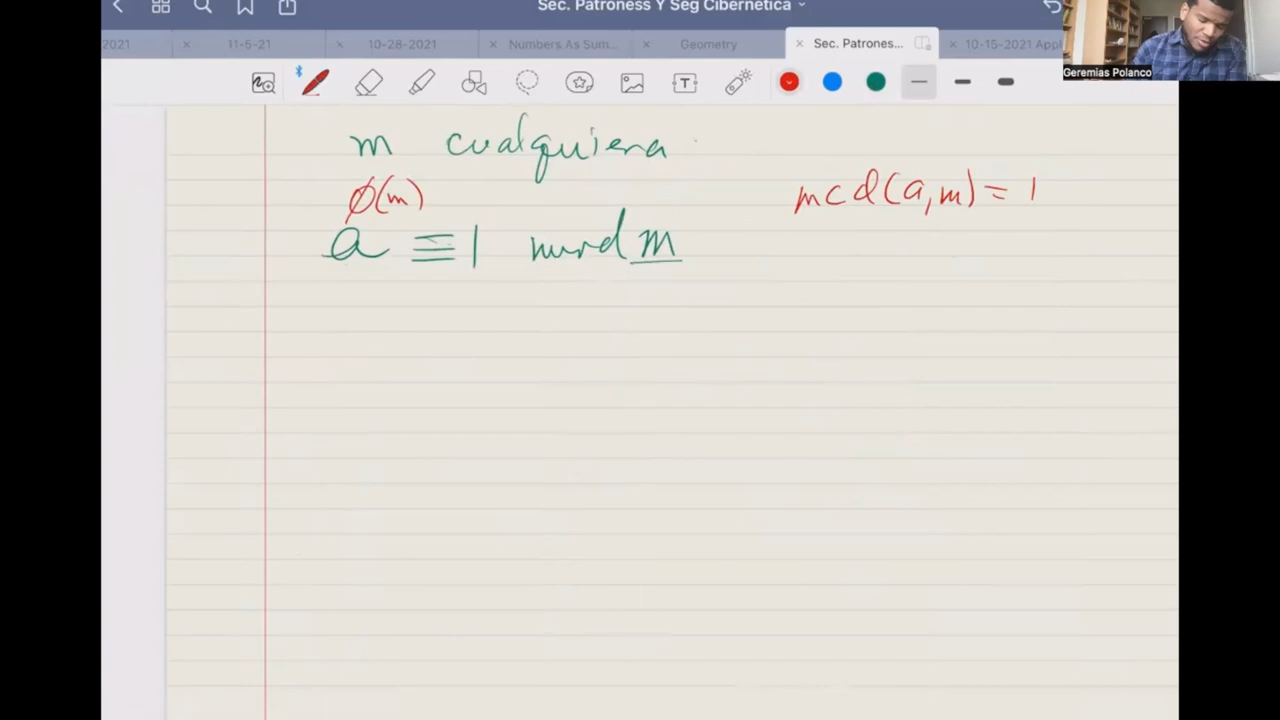 Sec. Patroness Y Seg Cibernetica
2021 11-5-21 10-28-2021 Numbers As Sum... Geometry Sec. Patrones... 10-15-2021 Appl
Geremias Polanco
m cualquiera
φ(m) mcd(a,m) = 1
a ≡ 1 mod m